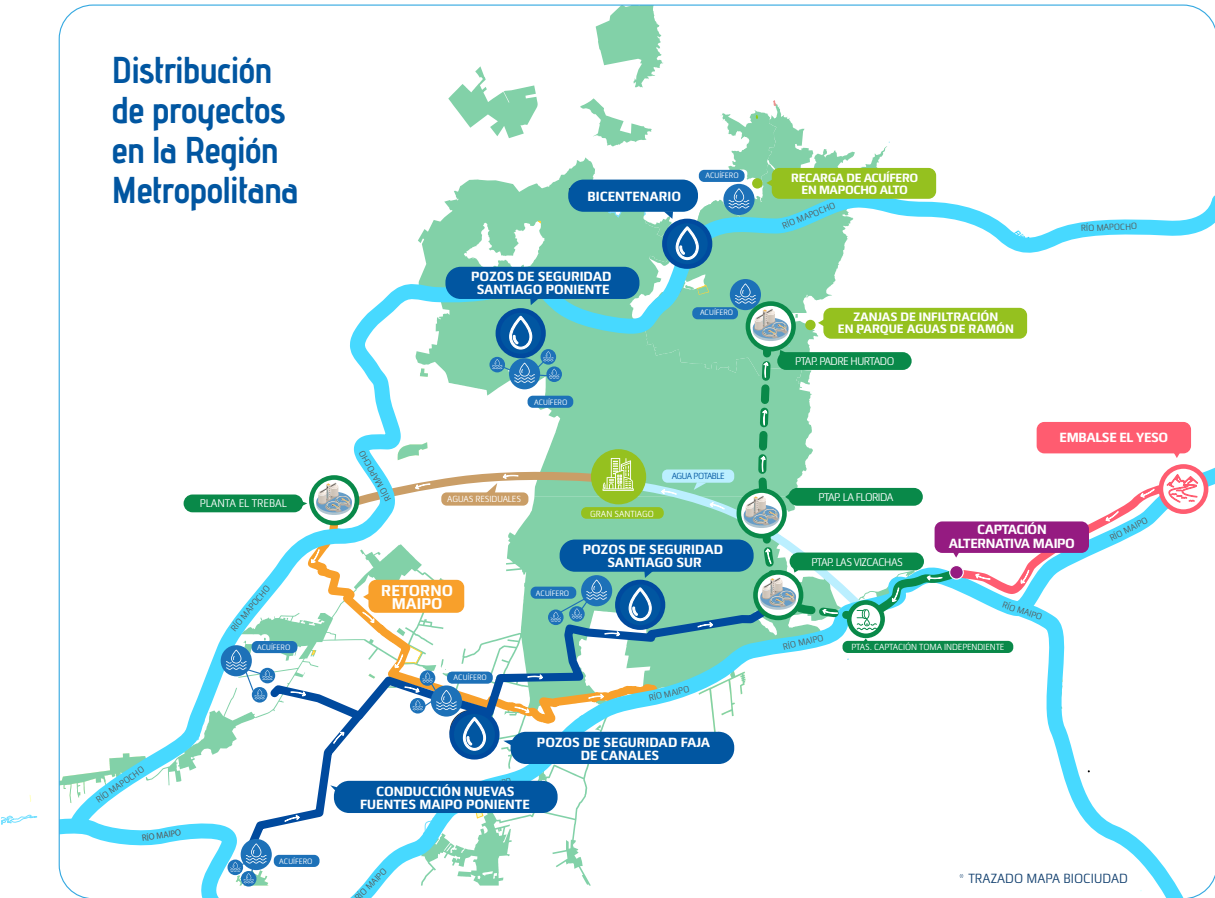 Distribución
de proyectos
en la Región
Metropolitana
ACUÍFERO
RECARGA DE ACUÍFERO
EN MAPOCHO ALTO
BICENTENARIO
RÍO MAPOCHO
RÍO MAPOCHO
POZOS DE SEGURIDAD
SANTIAGO PONIENTE
ACUÍFERO
ZANJAS DE INFILTRACIÓN
EN PARQUE AGUAS DE RAMÓN
PTAP. PADRE HURTADO
ACUÍFERO
EMBALSE EL YESO
RÍO MAPOCHO
AGUA POTABLE
PLANTA EL TREBAL
AGUAS RESIDUALES
PTAP. LA FLORIDA
GRAN SANTIAGO
CAPTACIÓN
ALTERNATIVA MAIPO
RÍO MAIPO
POZOS DE SEGURIDAD
SANTIAGO SUR
PTAP. LAS VIZCACHAS
RETORNO
MAIPO
ACUÍFERO
RÍO MAPOCHO
RÍO MAIPO
RÍO MAIPO
ACUÍFERO
PTAS. CAPTACIÓN TOMA INDEPENDIENTE
ACUÍFERO
RÍO MAIPO
POZOS DE SEGURIDAD FAJA
DE CANALES
RÍO MAPOCHO
CONDUCCIÓN NUEVAS
FUENTES MAIPO PONIENTE
RÍO MAIPO
ACUÍFERO
RÍO MAIPO
* TRAZADO MAPA BIOCIUDAD